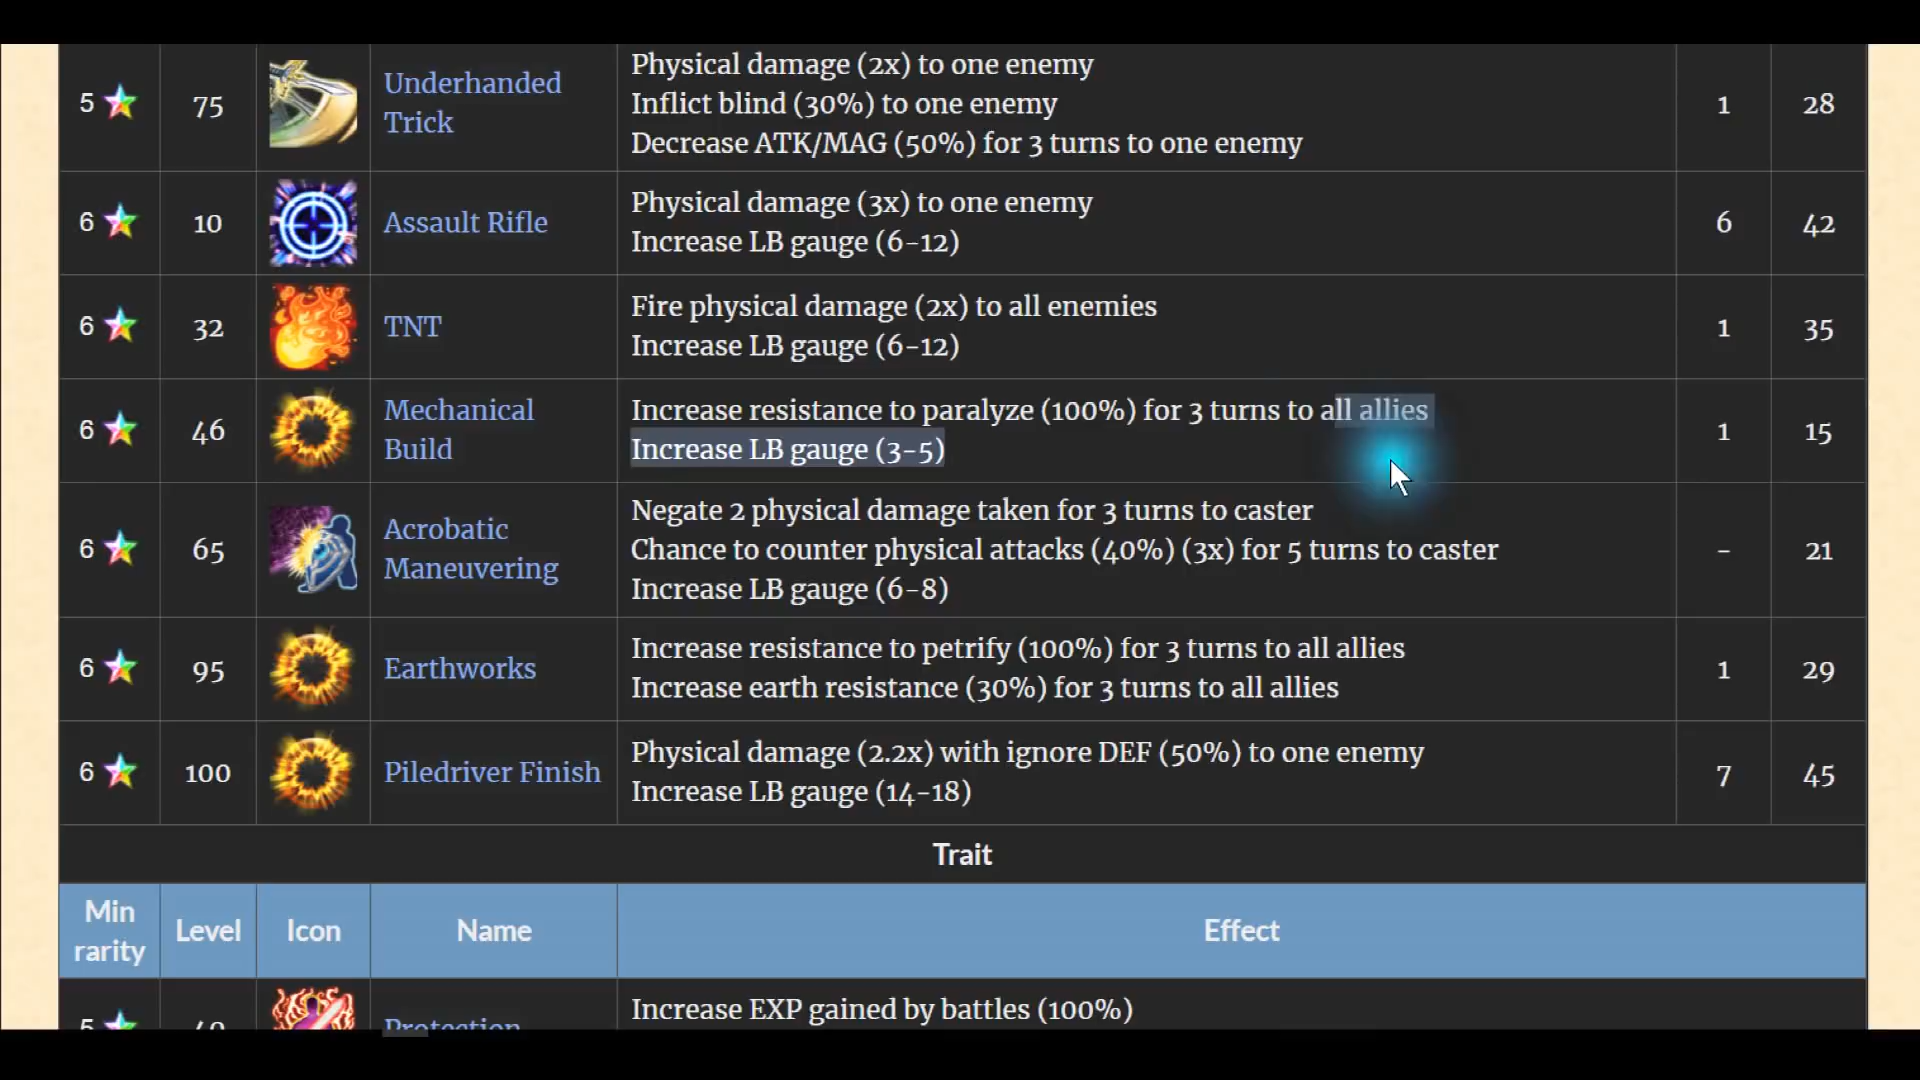 5 75 Underhanded Trick Physical damage (2x) to one enemy
Inflict blind (30%) to one enemy
Decrease ATK/MAG (50%) for 3 turns to one enemy 1 28
6 10 Assault Rifle Physical damage (3x) to one enemy
Increase LB gauge (6-12) 6 42
6 32 TNT Fire physical damage (2x) to all enemies
Increase LB gauge (6-12) 1 35
6 46 Mechanical Build Increase resistance to paralyze (100%) for 3 turns to all allies
Increase LB gauge (3-5) 1 15
6 65 Acrobatic Maneuvering Negate 2 physical damage taken for 3 turns to caster
Chance to counter physical attacks (40%) (3x) for 5 turns to caster
Increase LB gauge (6-8) - 21
6 95 Earthworks Increase resistance to petrify (100%) for 3 turns to all allies
Increase earth resistance (30%) for 3 turns to all allies 1 29
6 100 Piledriver Finish Physical damage (2.2x) with ignore DEF (50%) to one enemy
Increase LB gauge (14-18) 7 45
Trait
Min rarity Level Icon Name Effect
5 Protection Increase EXP gained by battles (100%)